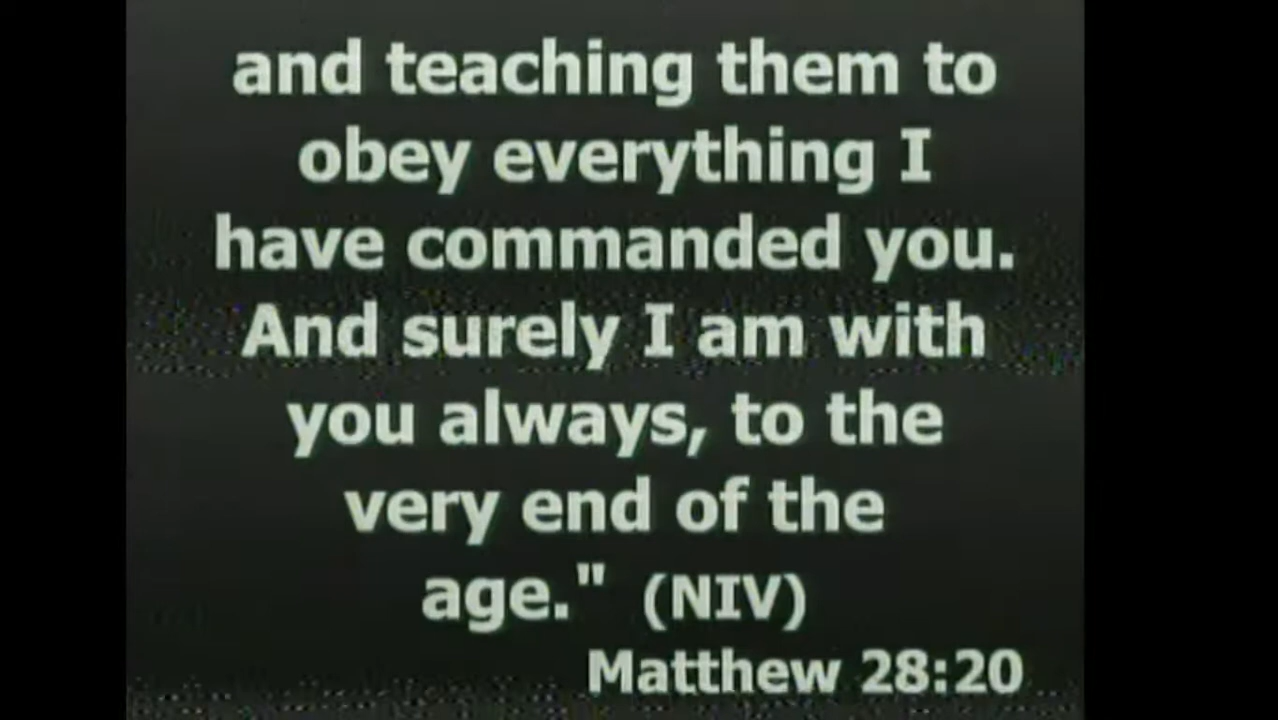 and teaching them to
obey everything I
have commanded you.
And surely I am with
you always, to the
very end of the
age." (NIV)
Matthew 28:20